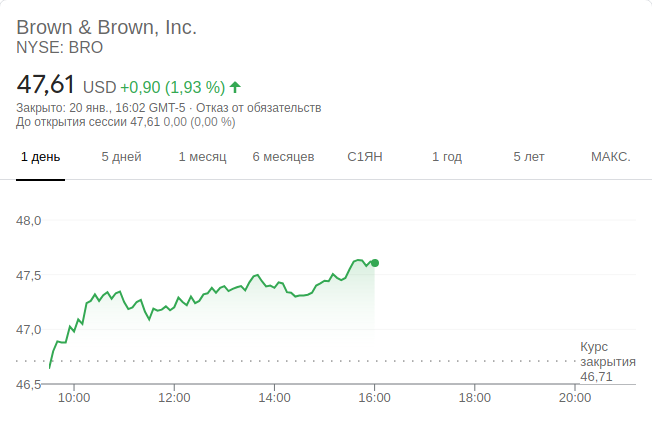 Brown & Brown, Inc.
NYSE: BRO
47,61 USD +0,90 (1,93 %)
Закрыто: 20 янв., 16:02 GMT-5 · Отказ от обязательств
До открытия сессии 47,61 0,00 (0,00 %)
1 день 5 дней 1 месяц 6 месяцев С1ЯН 1 год 5 лет МАКС.
48,0
47,5
47,0
Курс
закрытия
46,71
46,5
10:00 12:00 14:00 16:00 18:00 20:00